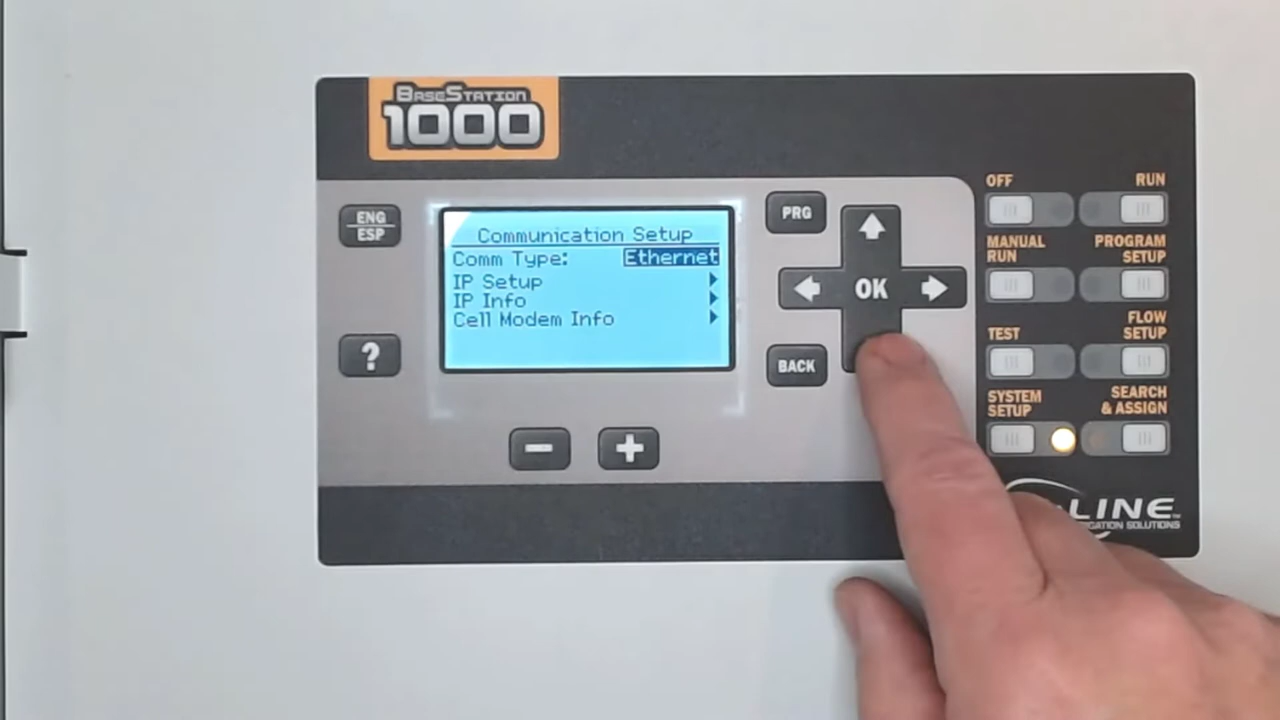 BASESTATION
1000
ENG
ESP
?
Communication Setup
Comm Type: Ethernet
IP Setup
IP Info
Cell Modem Info
PRG
OK
BACK
OFF
RUN
MANUAL
RUN
PROGRAM
SETUP
TEST
FLOW
SETUP
SYSTEM
SETUP
SEARCH
& ASSIGN
LINE
SOLUTIONS